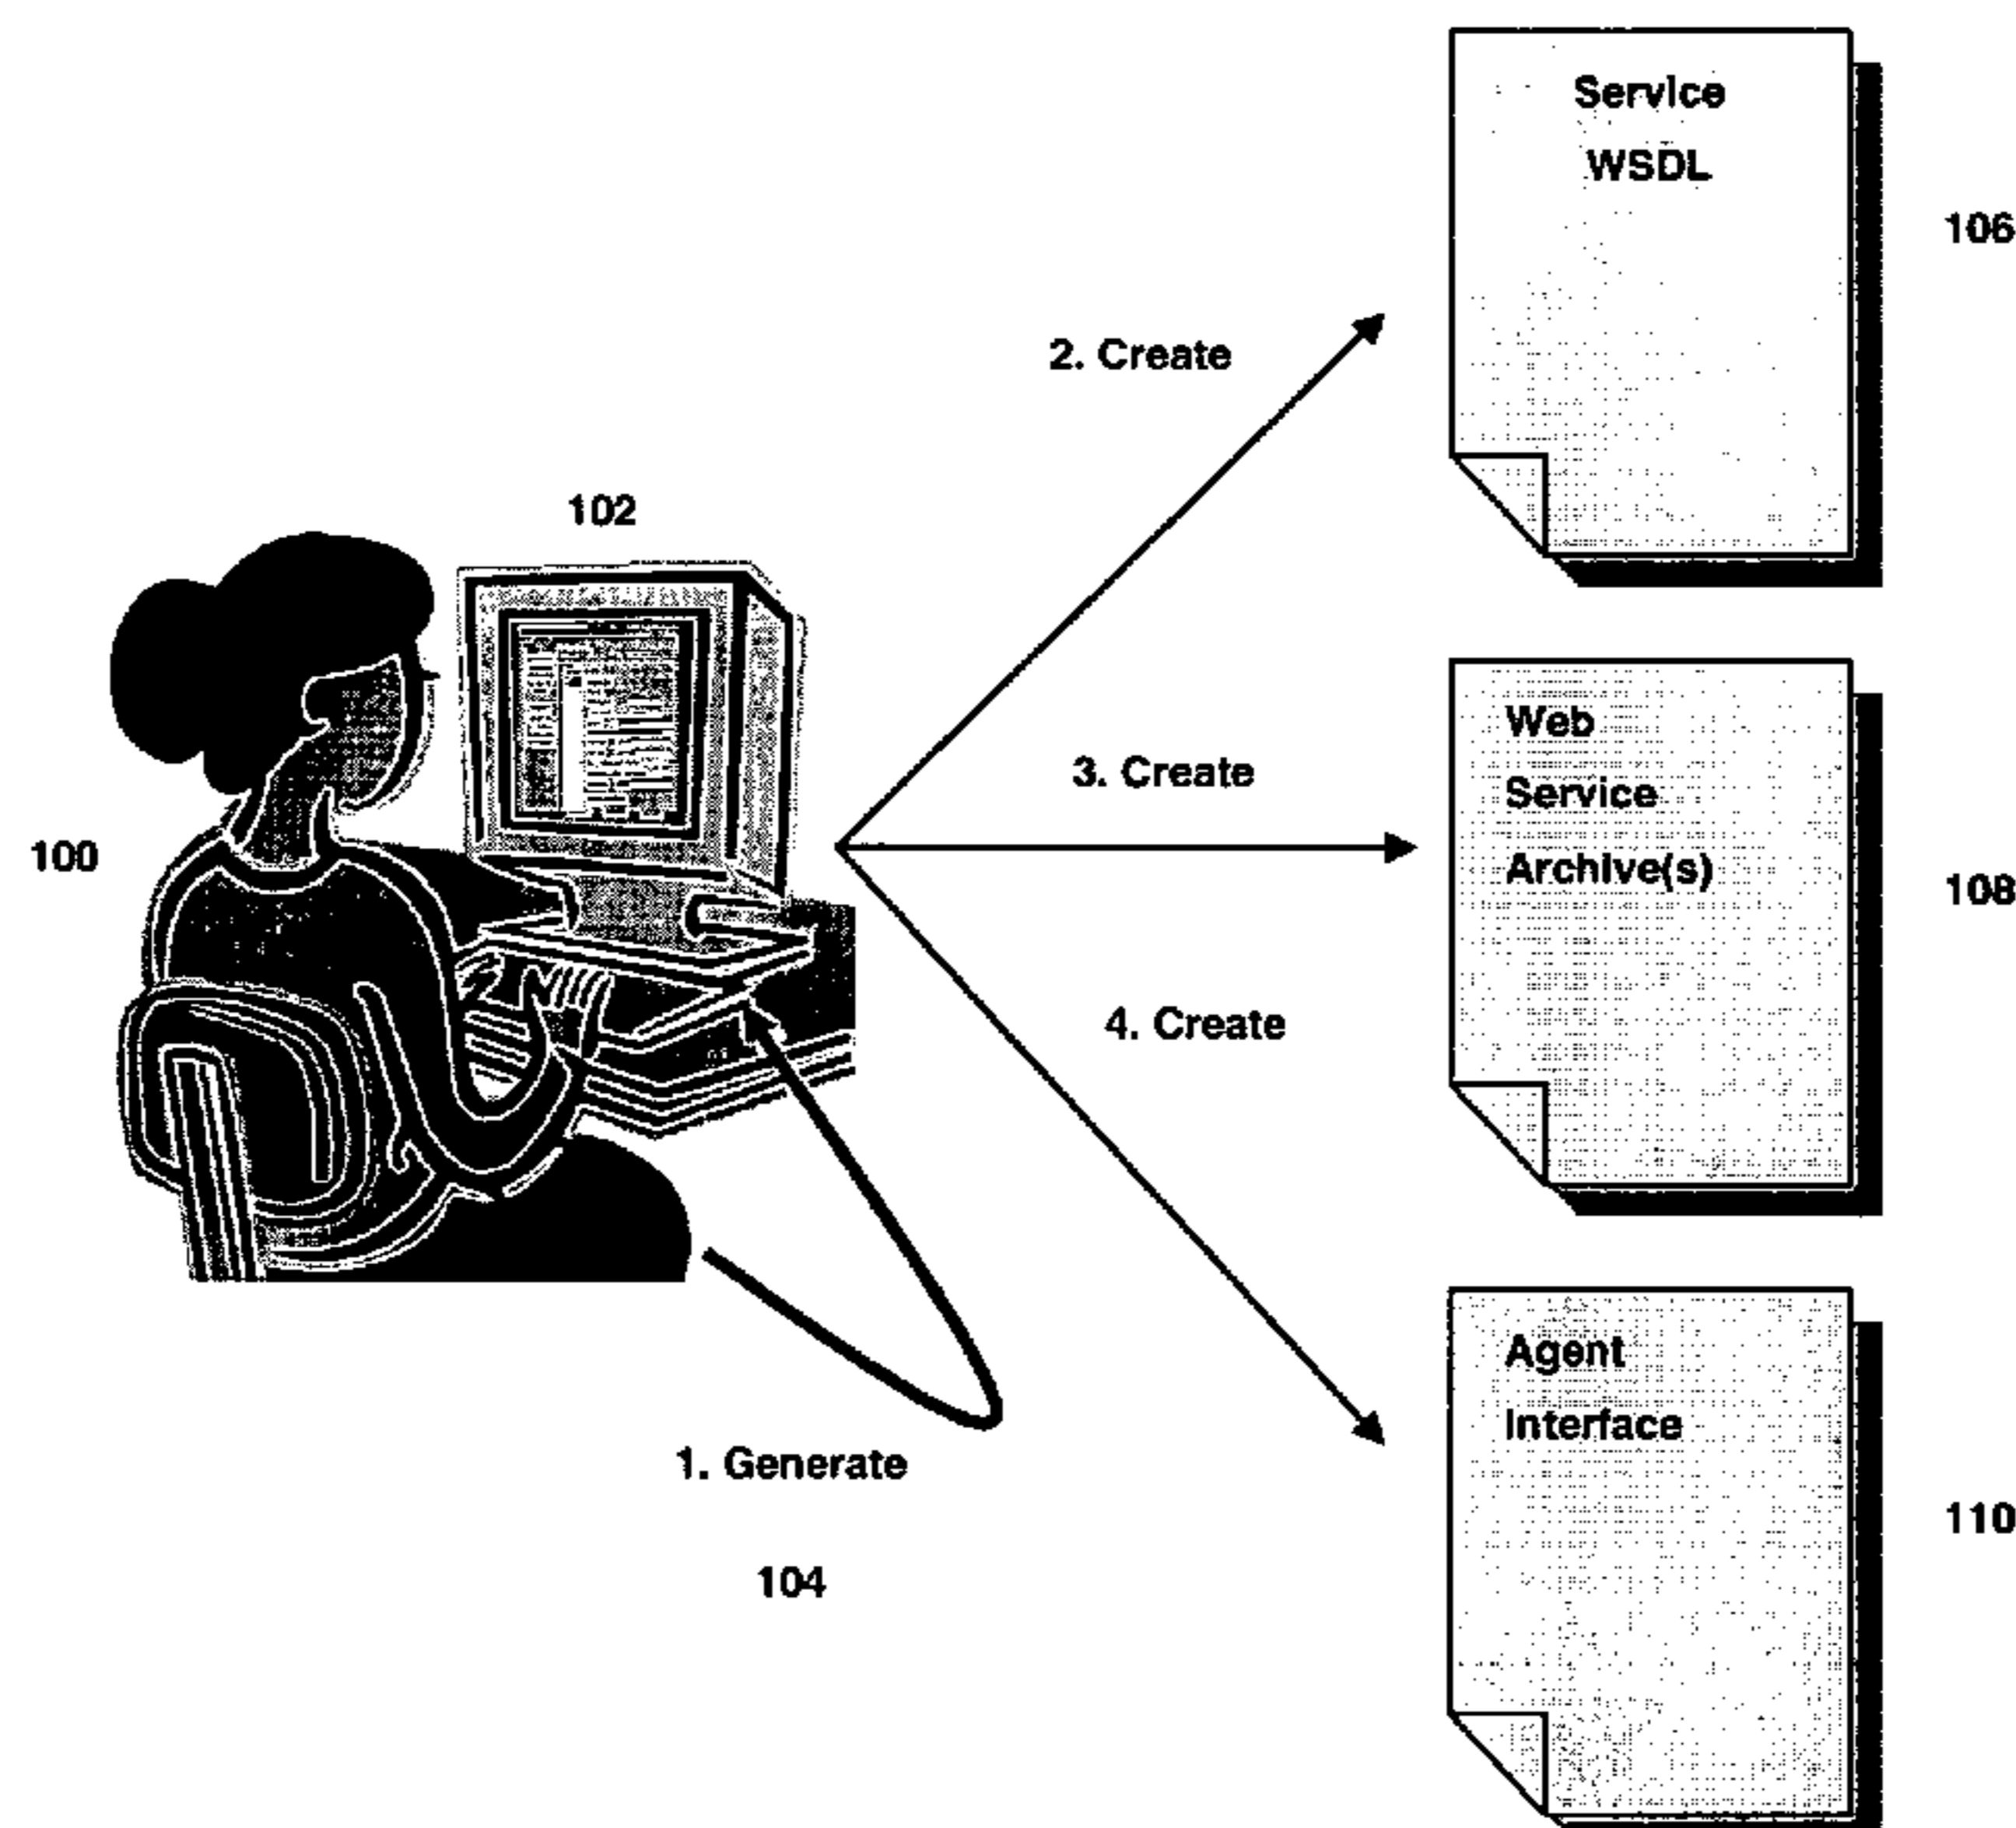 Service
WSDL
106
2. Create
102
3. Create
Web
Service
Archive(s)
100
108
4. Create
Agent
Interface
1. Generate
110
104